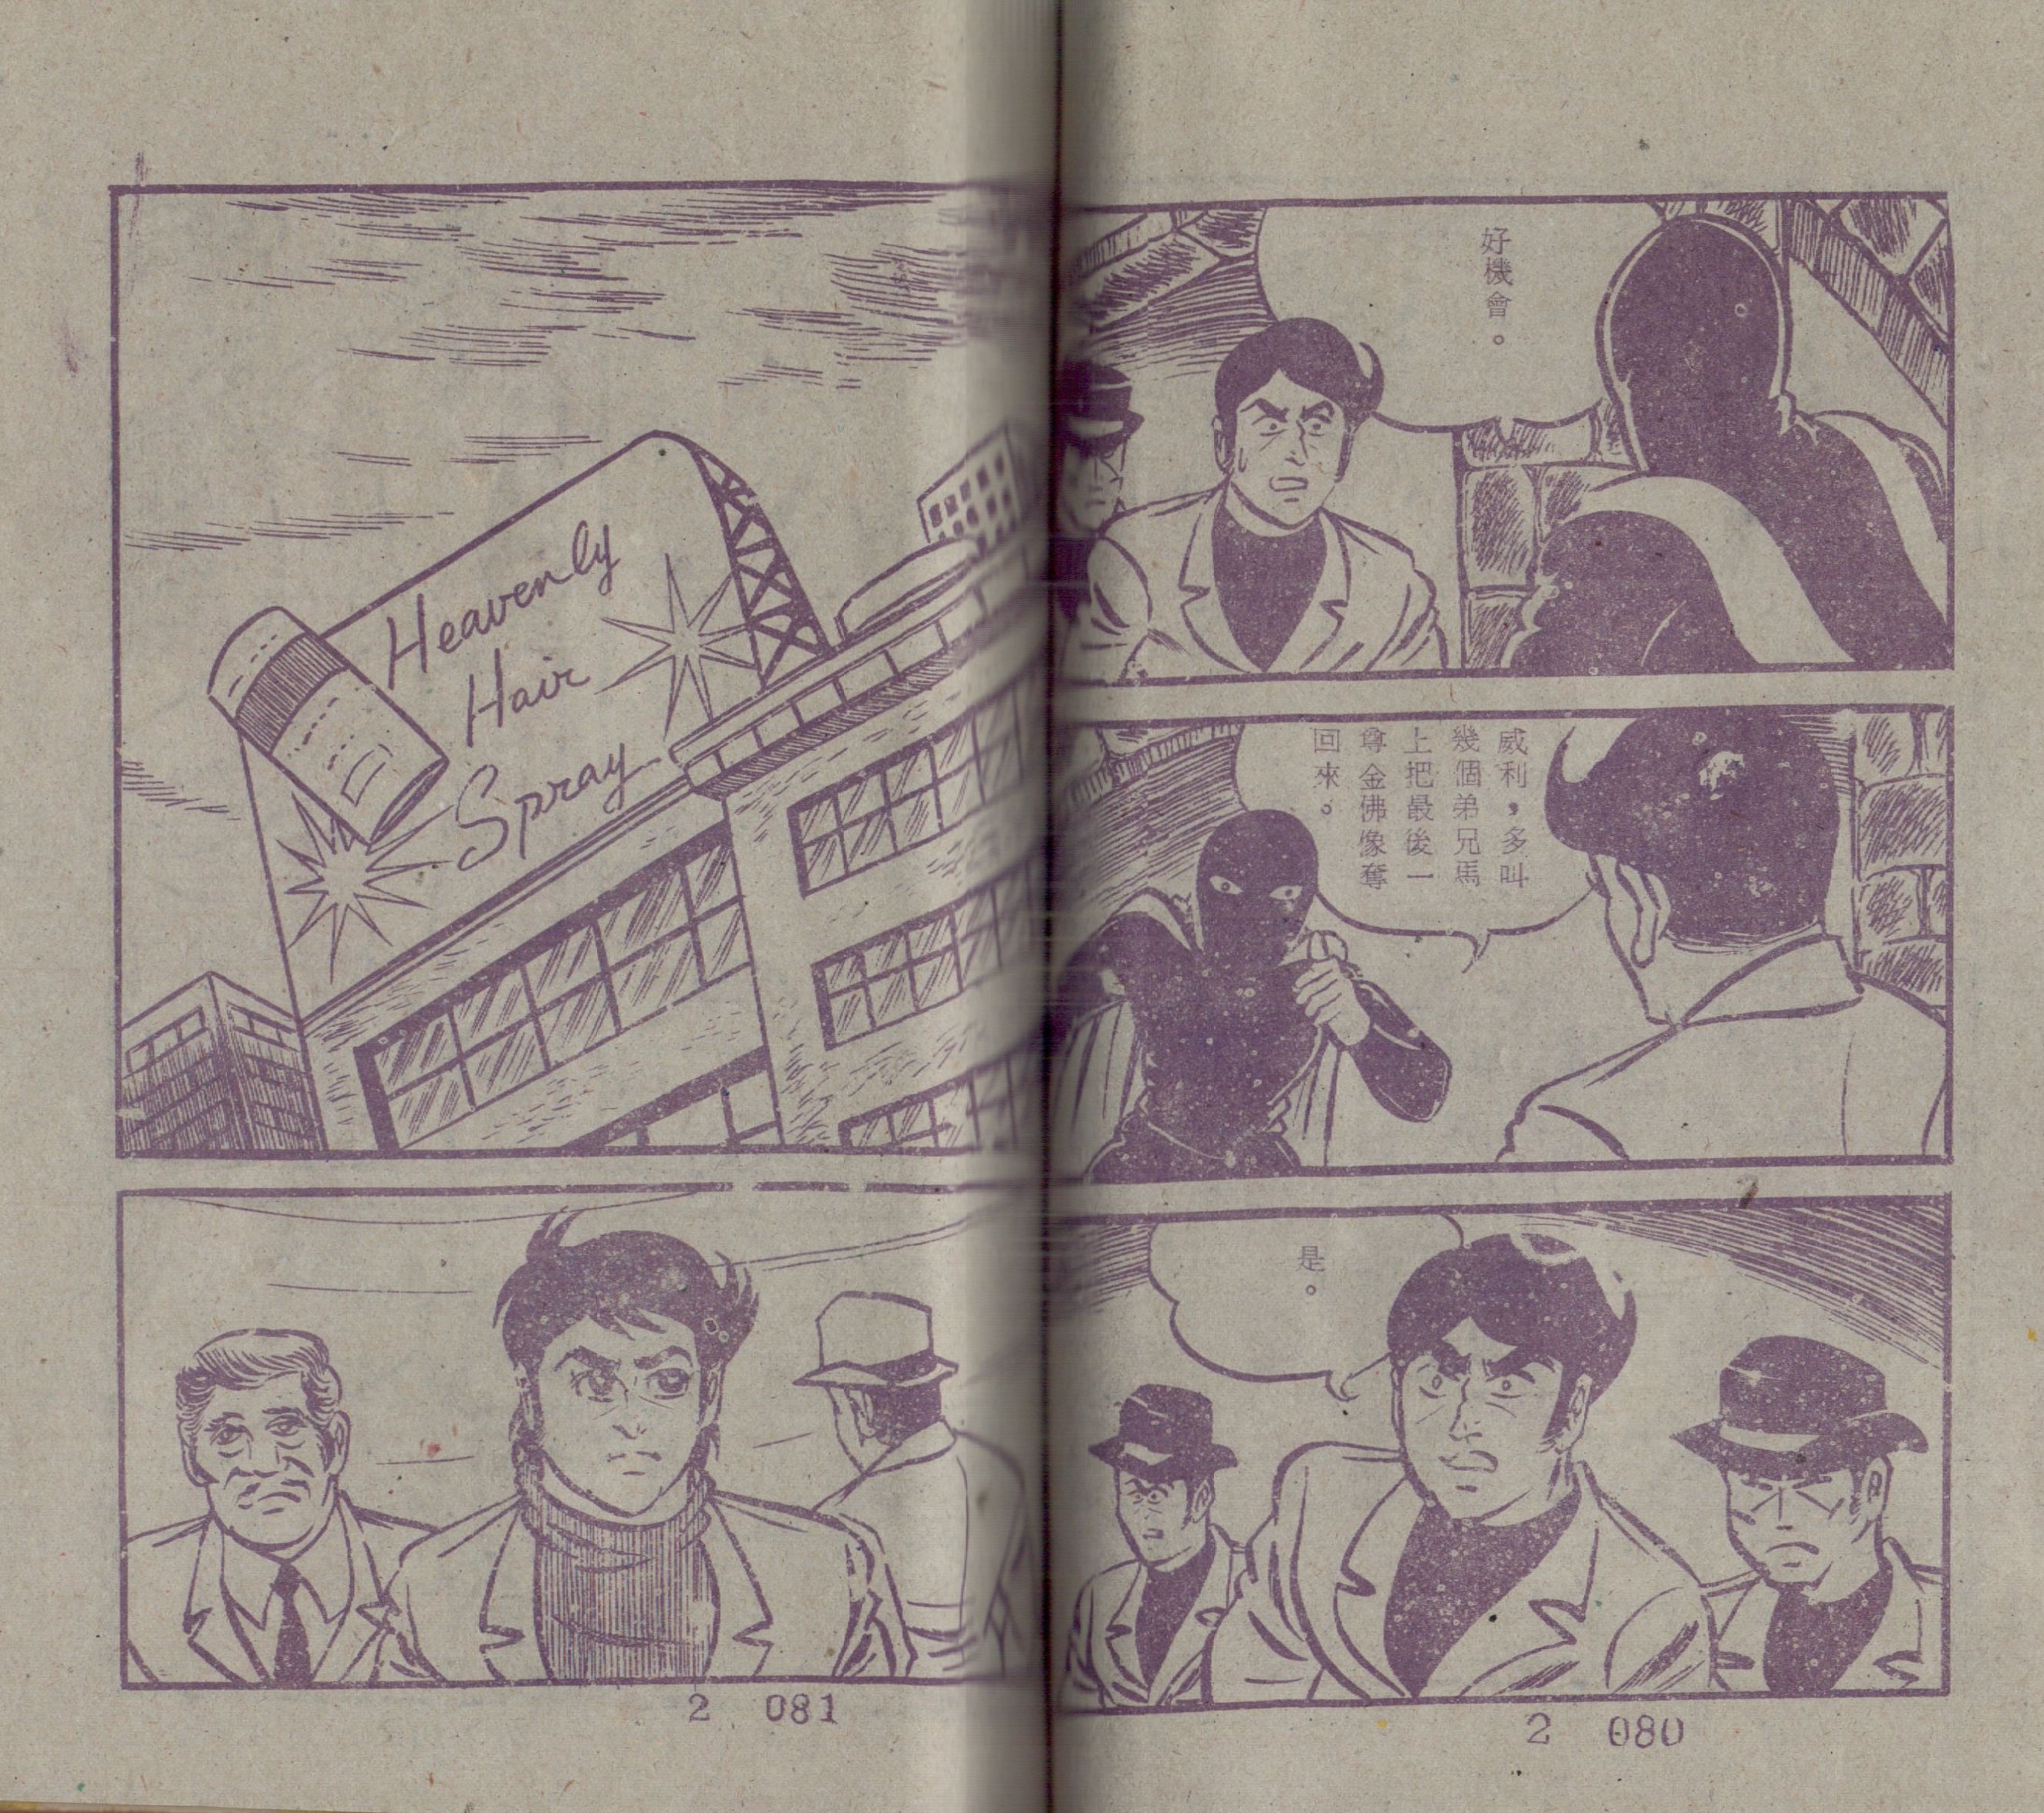 好機會。
威利，多叫
幾個弟兄馬
上把最後一
尊金佛像奪
回來。
是。
2 080
Heavenly
Hair
Spray
2 081